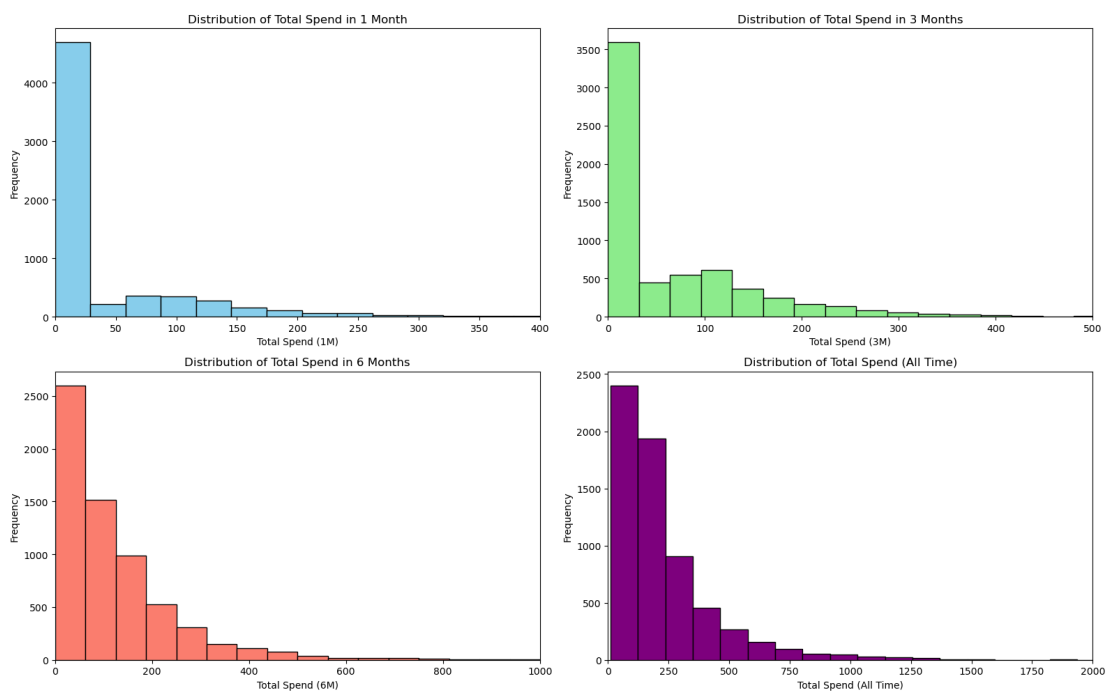 Distribution of Total Spend in 1 Month
Frequency
4000
3000
2000
1000
0
0 50 100 150 200 250 300 350 400
Total Spend (1M)
Distribution of Total Spend in 3 Months
Frequency
3500
3000
2500
2000
1500
1000
500
0
0 100 200 300 400 500
Total Spend (3M)
Distribution of Total Spend in 6 Months
Frequency
2500
2000
1500
1000
500
0
0 200 400 600 800 1000
Total Spend (6M)
Distribution of Total Spend (All Time)
Frequency
2500
2000
1500
1000
500
0
0 250 500 750 1000 1250 1500 1750 2000
Total Spend (All Time)